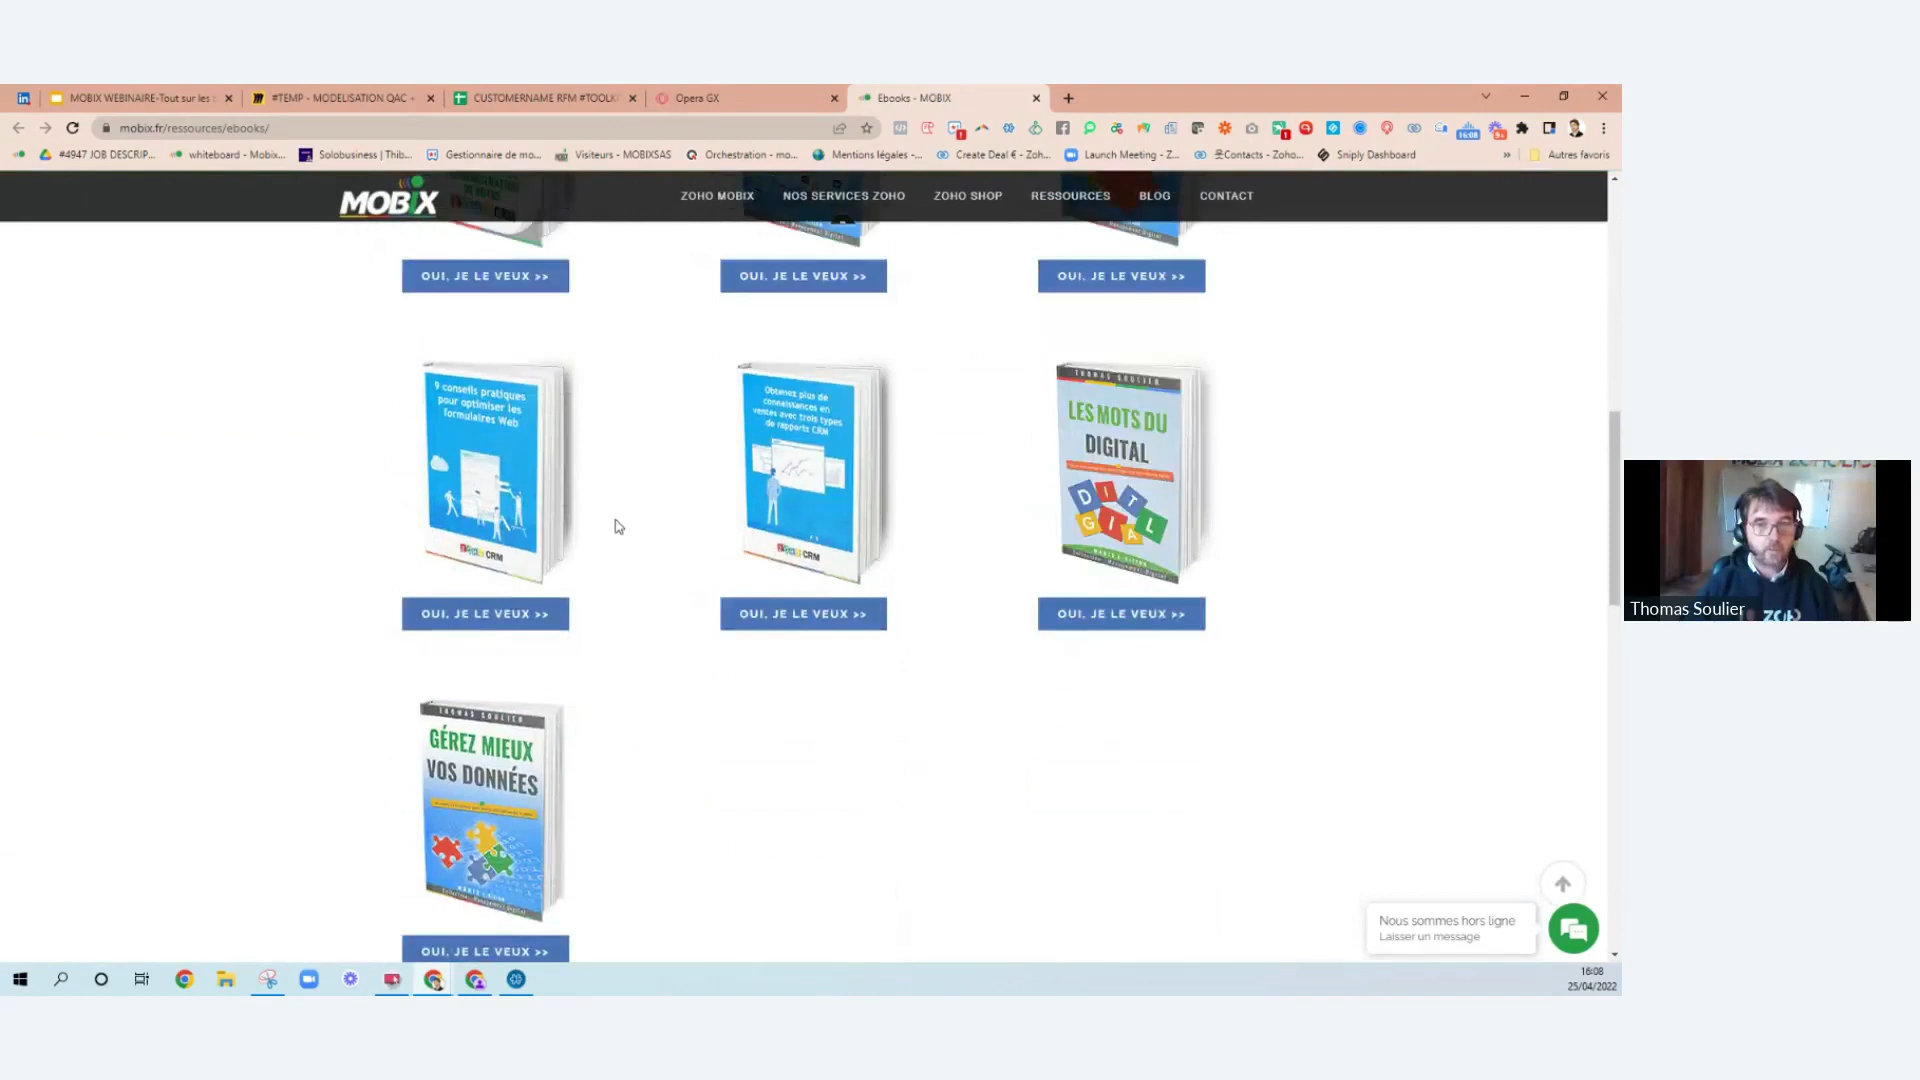 MOBIX WEBINAIRE-Tout sur les
#TEMP - MODELISATION QAC -
CUSTOMERNAME RFM #TOOLKI
Opera GX
Ebooks - MOBIX
mobix.fr/ressources/ebooks/
#4947 JOB DESCRIP...
whiteboard - Mobix...
Solobusiness | Thib...
Gestionnaire de mo...
Visiteurs - MOBIXSAS
Orchestration - mo...
Mentions légales -...
Create Deal € - Zoh...
Launch Meeting - Z...
Contacts - Zoho...
Sniply Dashboard
»
Autres favoris
MOBIX
ZOHO MOBIX
NOS SERVICES ZOHO
ZOHO SHOP
RESSOURCES
BLOG
CONTACT
OUI, JE LE VEUX >>
OUI, JE LE VEUX >>
OUI, JE LE VEUX >>
9 conseils pratiques
pour optimiser les
formulaires Web
ZOHO CRM
Obtenez plus de
connaissances en
ventes avec trois types
de rapports CRM
ZOHO CRM
THOMAS SOULIER
LES MOTS DU
DIGITAL
D I T L
G I A
OUI, JE LE VEUX >>
OUI, JE LE VEUX >>
OUI, JE LE VEUX >>
THOMAS SOULIER
GÉREZ MIEUX
VOS DONNÉES
OUI, JE LE VEUX >>
Nous sommes hors ligne
Laisser un message
16:08
25/04/2022
Thomas Soulier